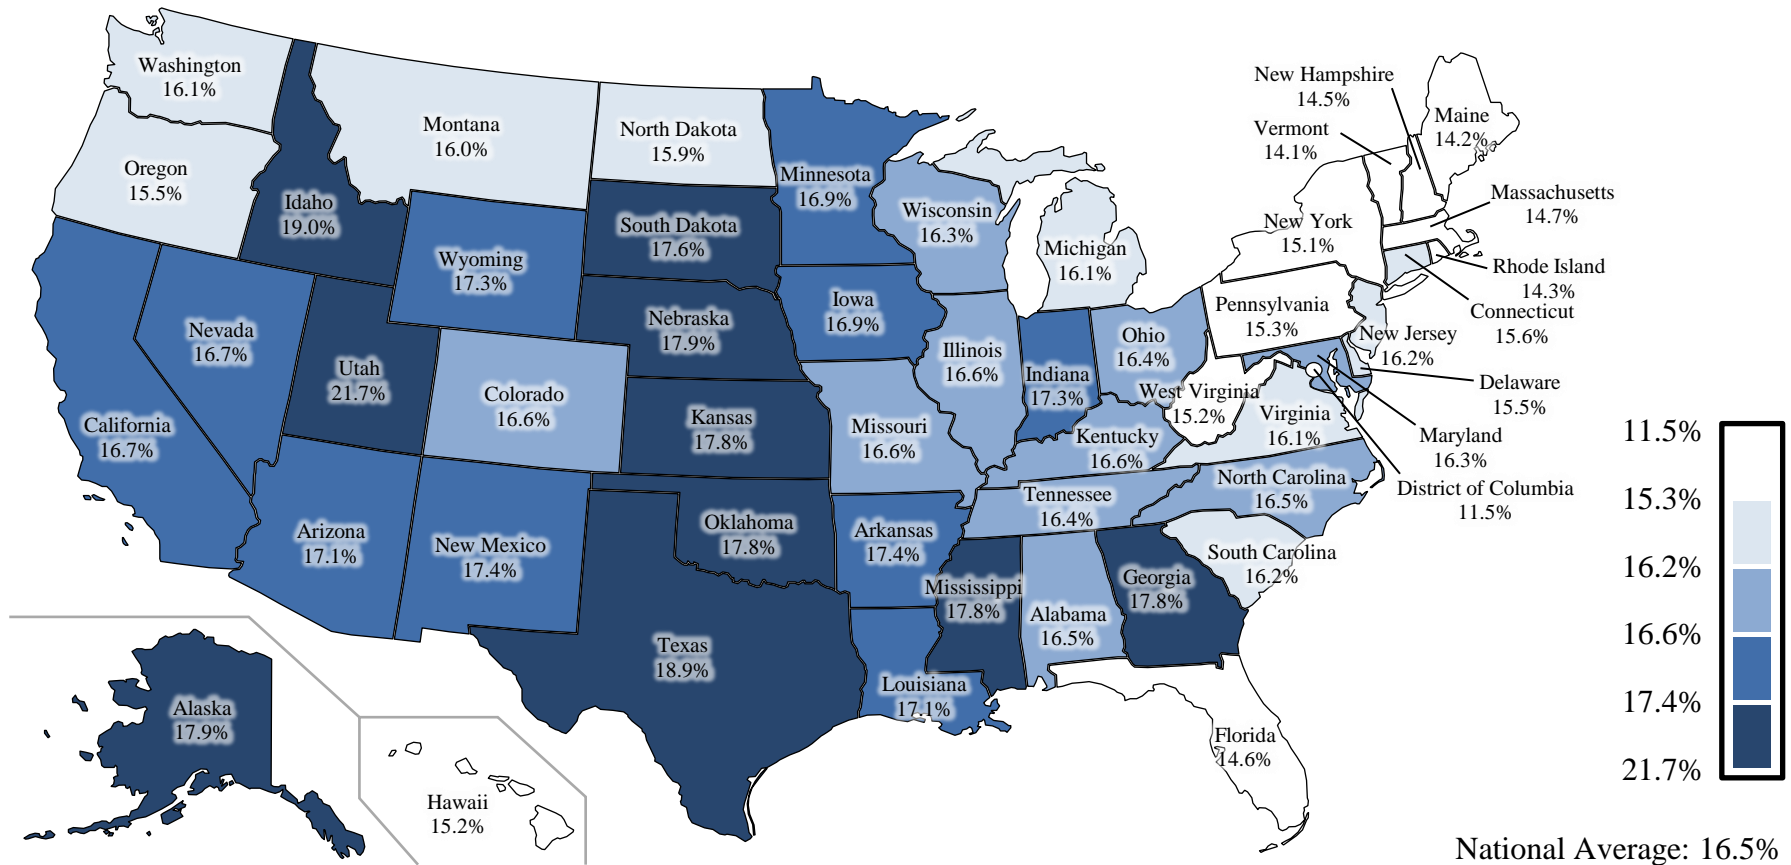 Washington
16.1%
Oregon
15.5%
Idaho
19.0%
Montana
16.0%
North Dakota
15.9%
Minnesota
16.9%
South Dakota
17.6%
Wyoming
17.3%
Wisconsin
16.3%
Michigan
16.1%
New Hampshire
14.5%
Vermont
14.1%
Maine
14.2%
Massachusetts
14.7%
New York
15.1%
Rhode Island
14.3%
Connecticut
15.6%
Pennsylvania
15.3%
New Jersey
16.2%
Delaware
15.5%
Maryland
16.3%
District of Columbia
11.5%
Nevada
16.7%
Utah
21.7%
California
16.7%
Colorado
16.6%
Nebraska
17.9%
Iowa
16.9%
Illinois
16.6%
Indiana
17.3%
Ohio
16.4%
West Virginia
15.2%
Virginia
16.1%
Kansas
17.8%
Missouri
16.6%
Kentucky
16.6%
Tennessee
16.4%
North Carolina
16.5%
South Carolina
16.2%
Arizona
17.1%
New Mexico
17.4%
Oklahoma
17.8%
Arkansas
17.4%
Mississippi
17.8%
Alabama
16.5%
Georgia
17.8%
Texas
18.9%
Louisiana
17.1%
Florida
14.6%
Alaska
17.9%
Hawaii
15.2%
11.5%
15.3%
16.2%
16.6%
17.4%
21.7%
National Average: 16.5%